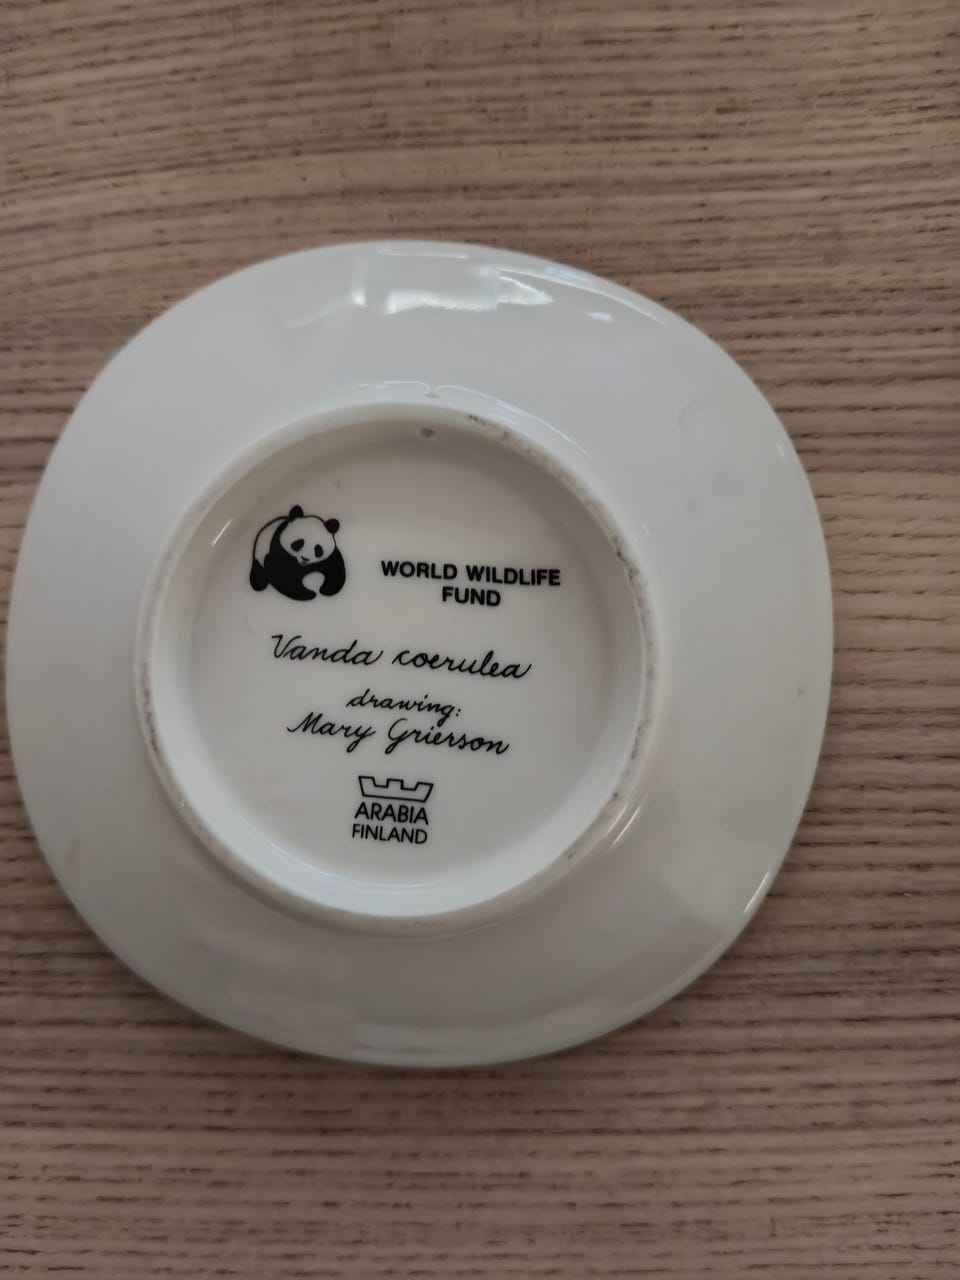 WORLD WILDLIFE
FUND
Vanda coerulea
drawing:
Mary Grierson
ARABIA
FINLAND